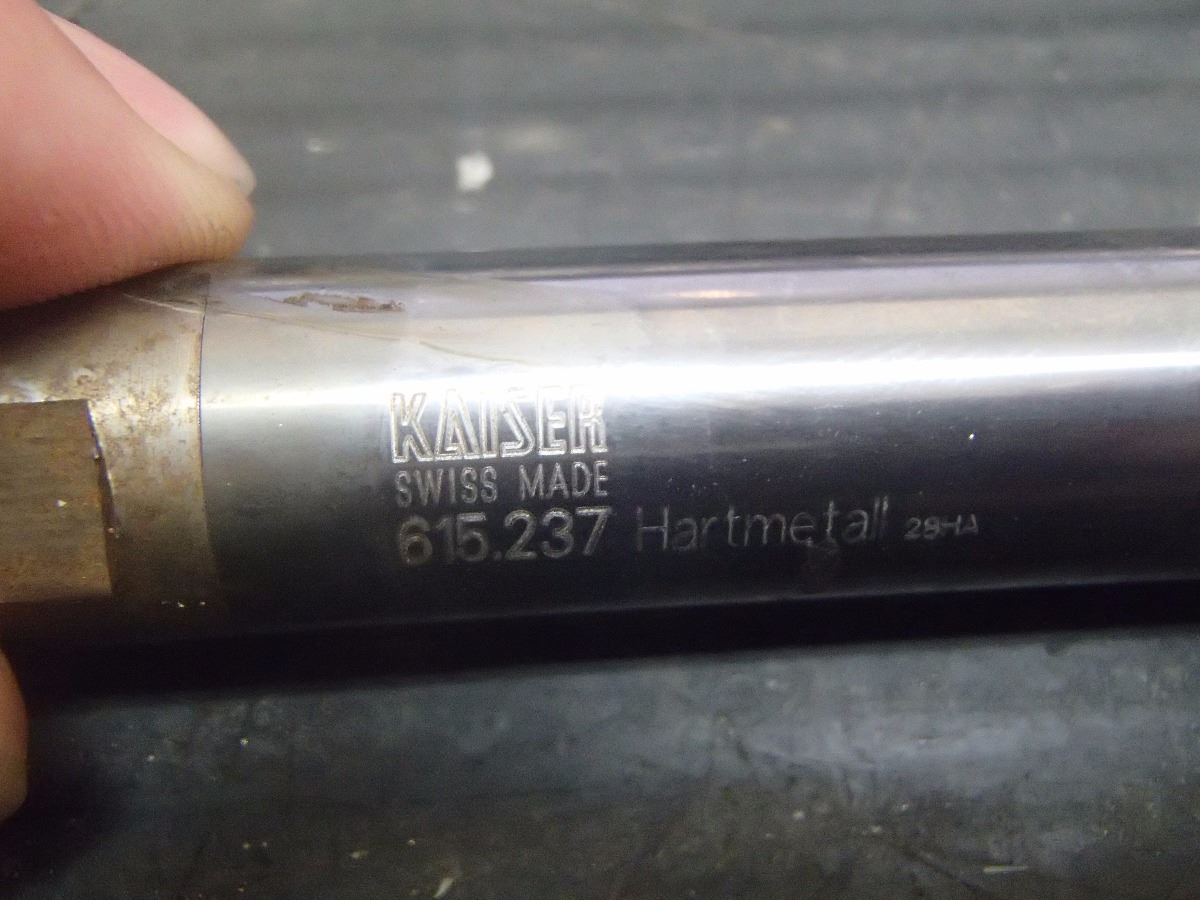 KAISER
SWISS MADE
615.237 Hartmetall 28HA